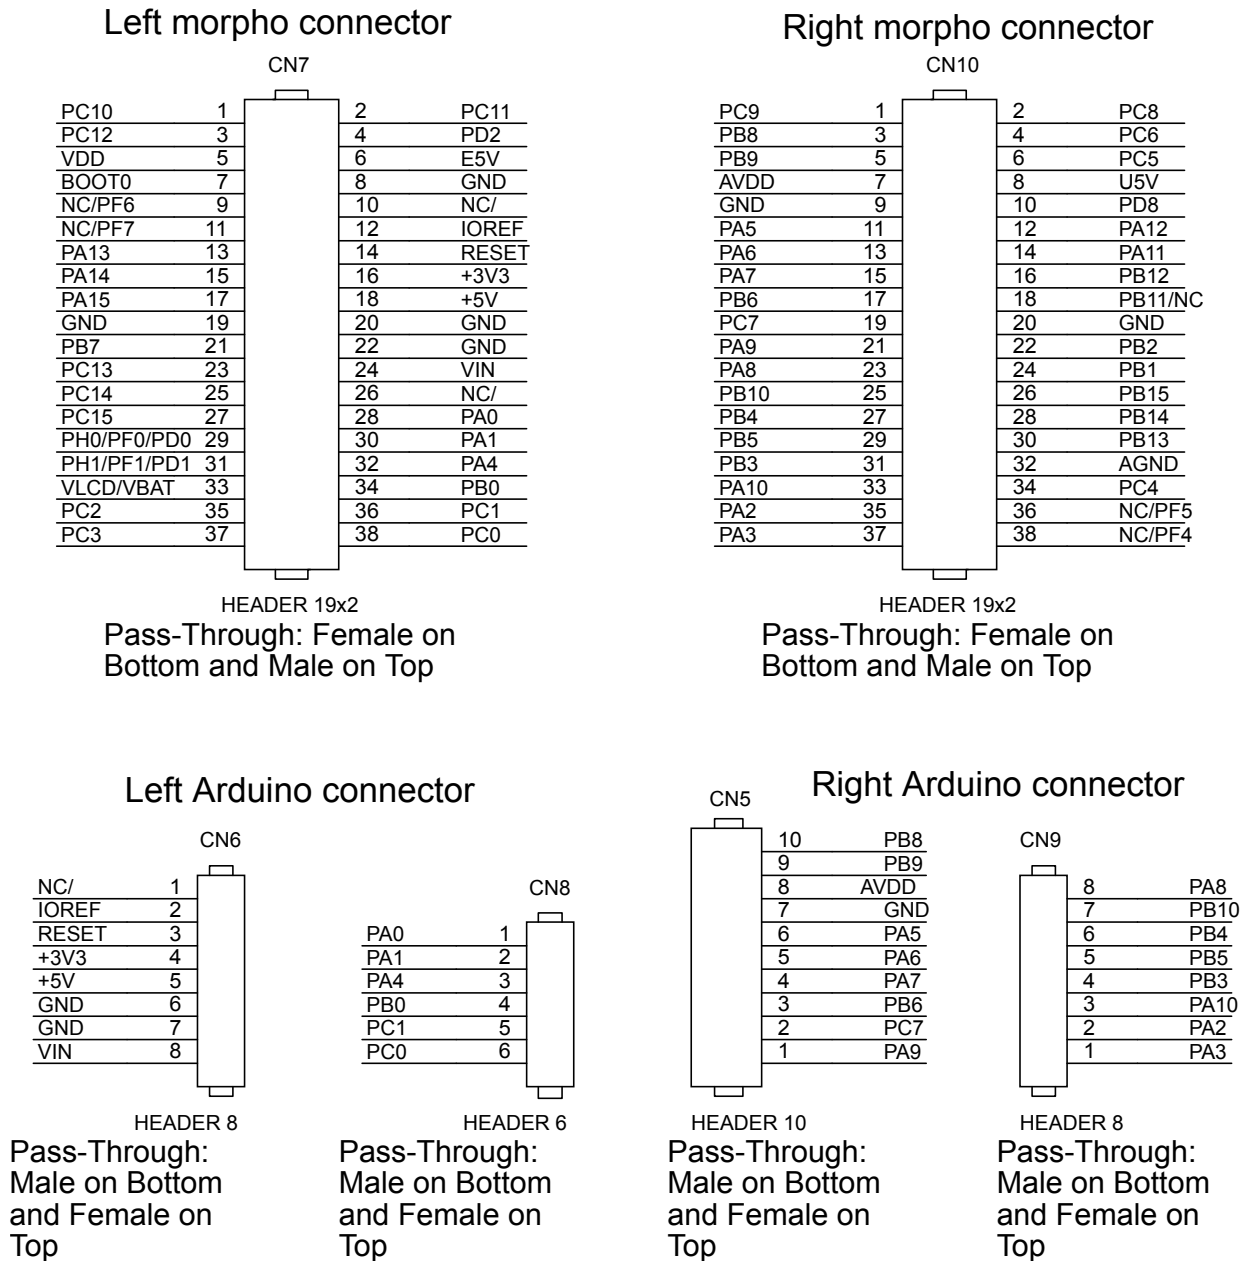 Left morpho connector
CN7
PC10 1 2 PC11
PC12 3 4 PD2
VDD 5 6 E5V
BOOT0 7 8 GND
NC/PF6 9 10 NC/
NC/PF7 11 12 IOREF
PA13 13 14 RESET
PA14 15 16 +3V3
PA15 17 18 +5V
GND 19 20 GND
PB7 21 22 GND
PC13 23 24 VIN
PC14 25 26 NC/
PC15 27 28 PA0
PH0/PF0/PD0 29 30 PA1
PH1/PF1/PD1 31 32 PA4
VLCD/VBAT 33 34 PB0
PC2 35 36 PC1
PC3 37 38 PC0
HEADER 19x2
Pass-Through: Female on
Bottom and Male on Top
Right morpho connector
CN10
PC9 1 2 PC8
PB8 3 4 PC6
PB9 5 6 PC5
AVDD 7 8 U5V
GND 9 10 PD8
PA5 11 12 PA12
PA6 13 14 PA11
PA7 15 16 PB12
PB6 17 18 PB11/NC
PC7 19 20 GND
PA9 21 22 PB2
PA8 23 24 PB1
PB10 25 26 PB15
PB4 27 28 PB14
PB5 29 30 PB13
PB3 31 32 AGND
PA10 33 34 PC4
PA2 35 36 NC/PF5
PA3 37 38 NC/PF4
HEADER 19x2
Pass-Through: Female on
Bottom and Male on Top
Left Arduino connector
CN6
NC/ 1
IOREF 2
RESET 3
+3V3 4
+5V 5
GND 6
GND 7
VIN 8
HEADER 8
Pass-Through:
Male on Bottom
and Female on
Top
CN8
PA0 1
PA1 2
PA4 3
PB0 4
PC1 5
PC0 6
HEADER 6
Pass-Through:
Male on Bottom
and Female on
Top
Right Arduino connector
CN5
10 PB8
9 PB9
8 AVDD
7 GND
6 PA5
5 PA6
4 PA7
3 PB6
2 PC7
1 PA9
HEADER 10
Pass-Through:
Male on Bottom
and Female on
Top
CN9
8 PA8
7 PB10
6 PB4
5 PB5
4 PB3
3 PA10
2 PA2
1 PA3
HEADER 8
Pass-Through:
Male on Bottom
and Female on
Top